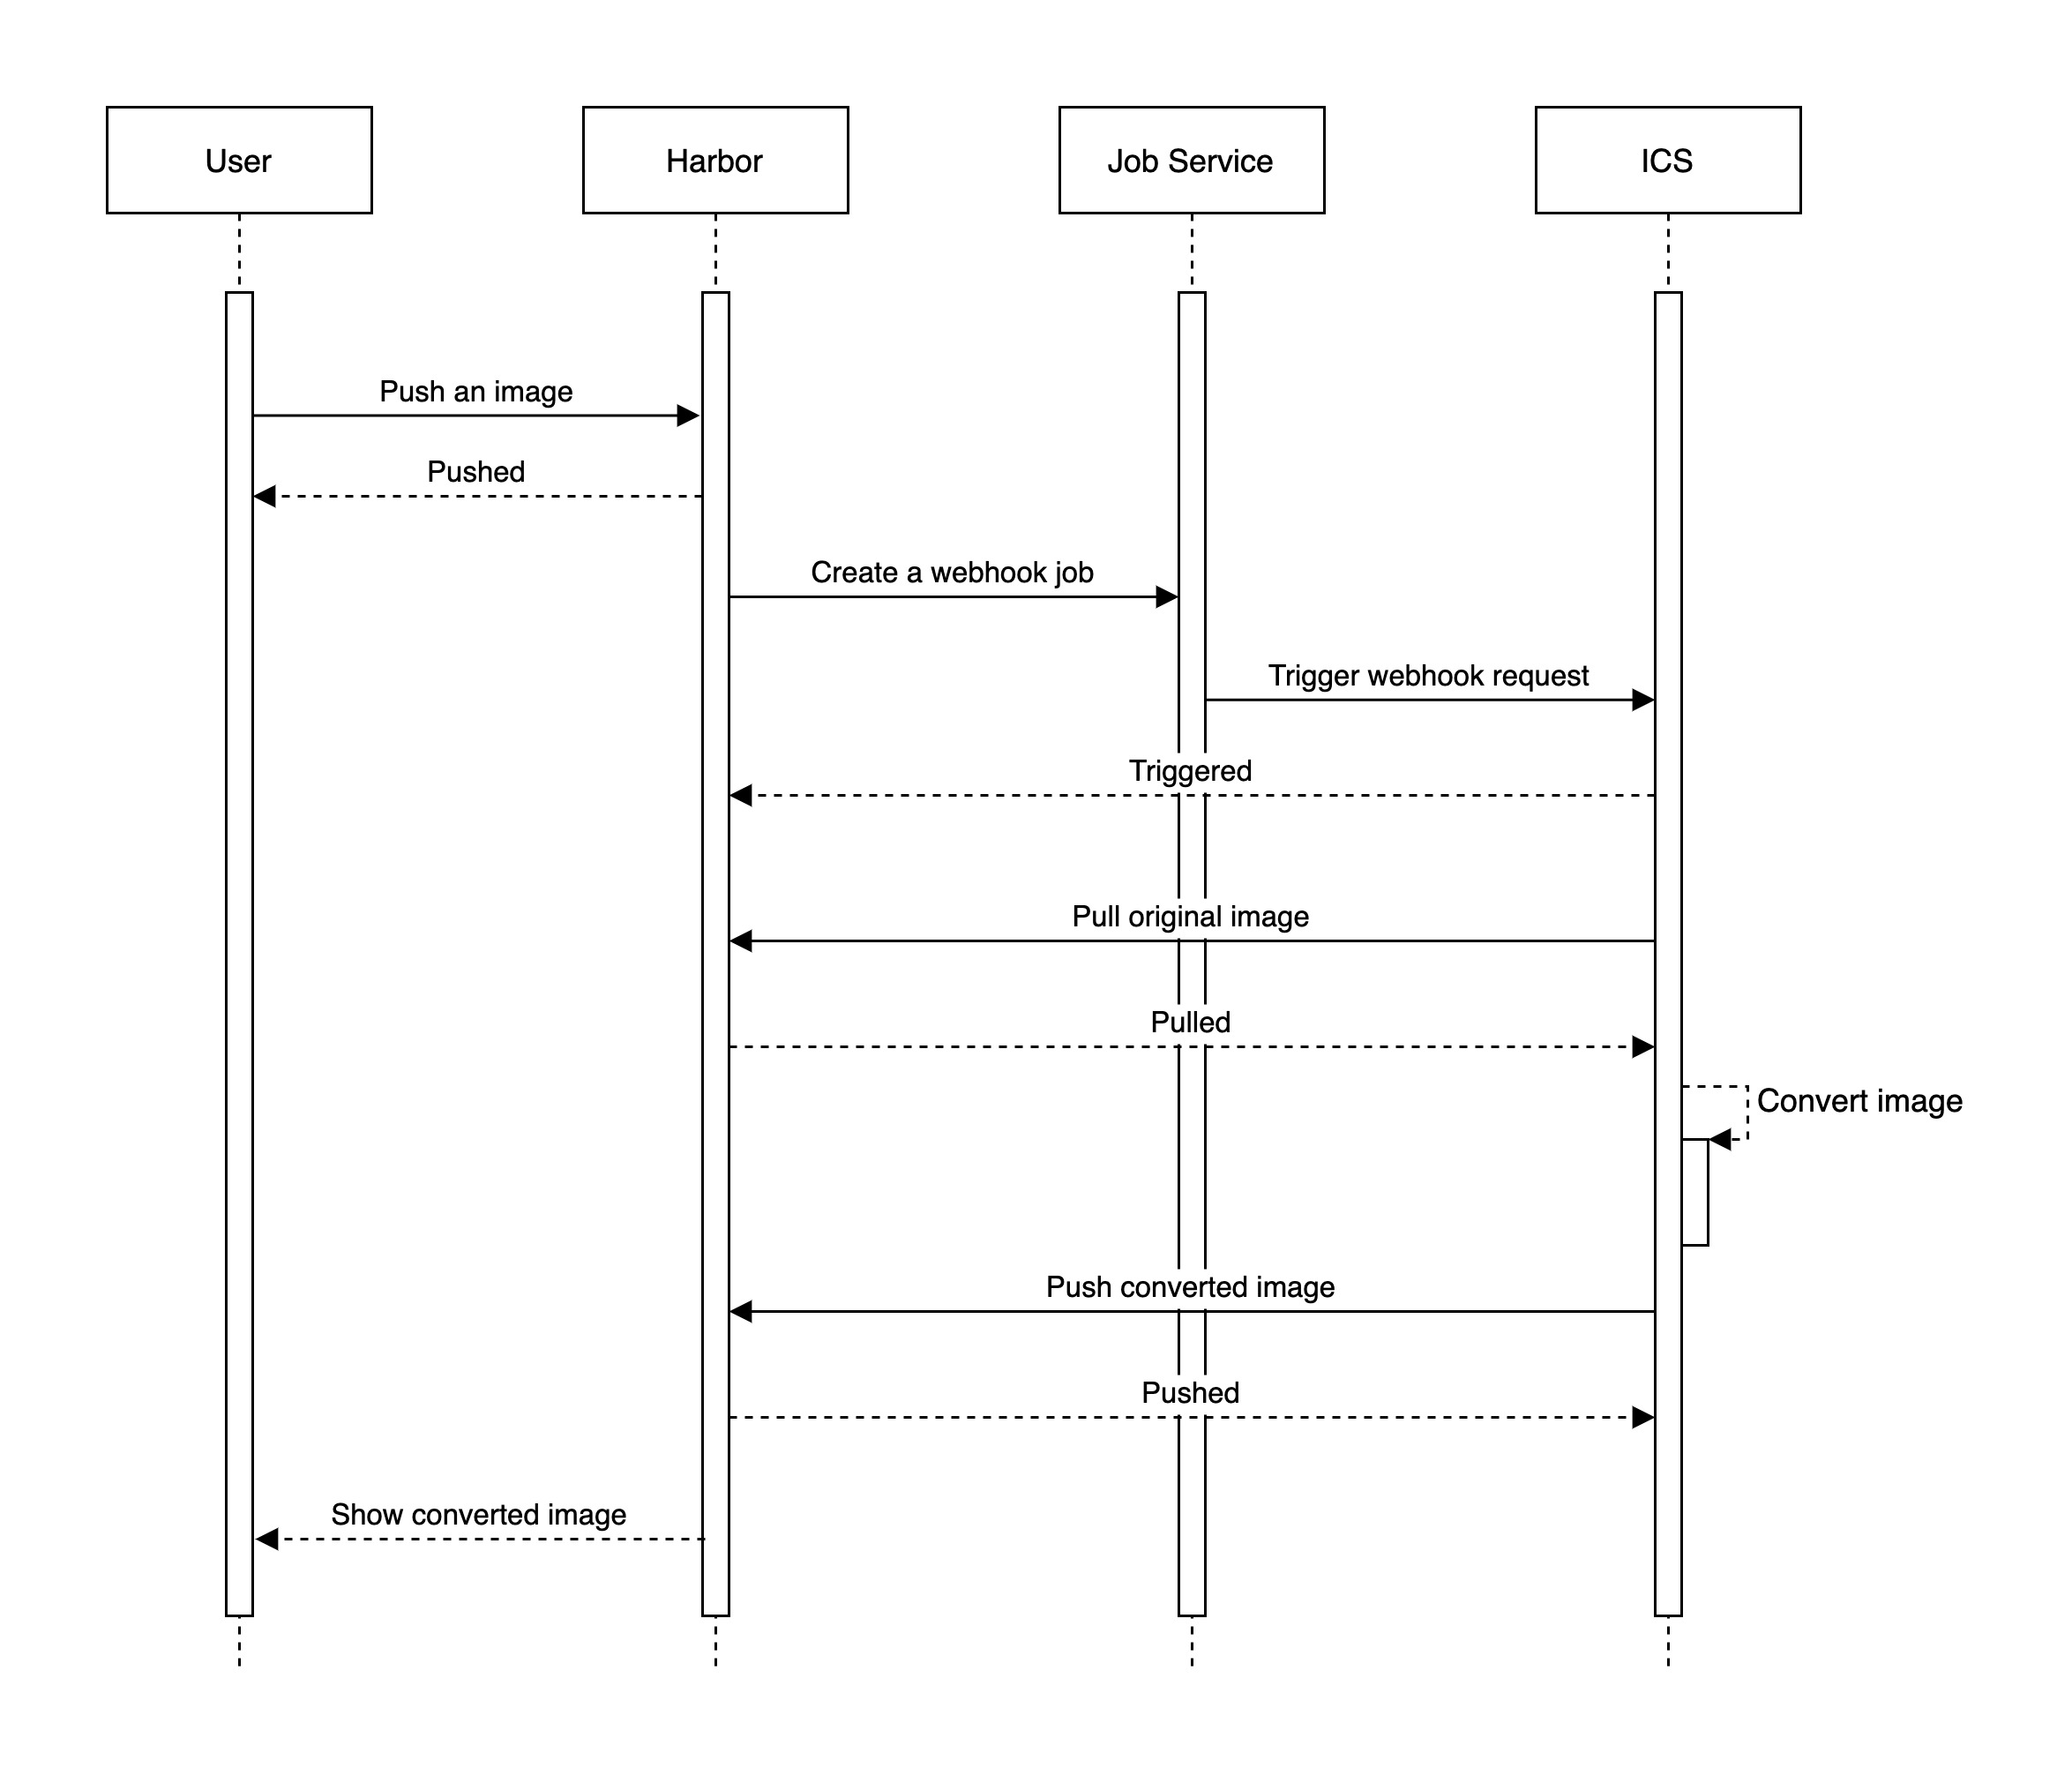 User
Harbor
Job Service
ICS
Push an image
Pushed
Create a webhook job
Trigger webhook request
Triggered
Pull original image
Pulled
Convert image
Push converted image
Pushed
Show converted image